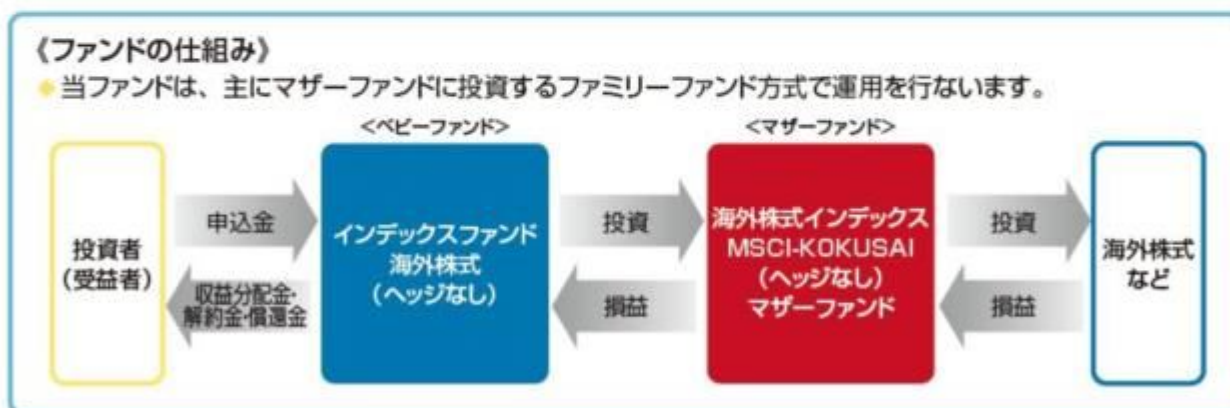 《ファンドの仕組み》
当ファンドは、主にマザーファンドに投資するファミリーファンド方式で運用を行ないます。
<ベビーファンド>
<マザーファンド>
投資者
(受益者)
申込金
収益分配金・
解約金・償還金
インデックスファンド
海外株式
(ヘッジなし)
投資
損益
海外株式インデックス
MSCI-KOKUSAI
(ヘッジなし)
マザーファンド
投資
損益
海外株式
など